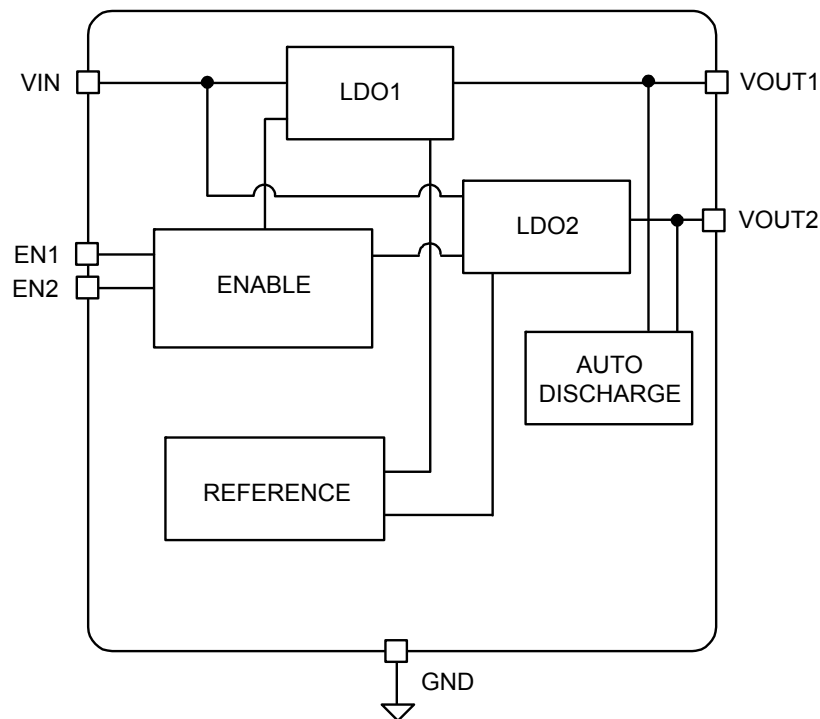 VIN
LDO1
VOUT1
LDO2
VOUT2
EN1
EN2
ENABLE
AUTO
DISCHARGE
REFERENCE
GND